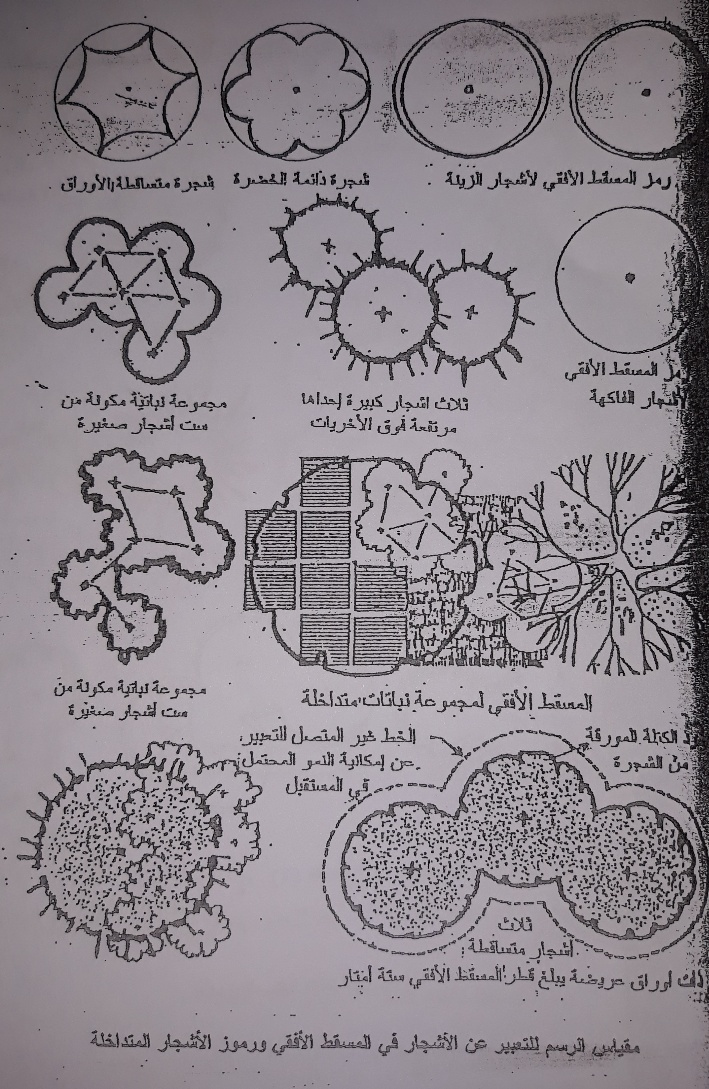 رمز المسقط الأفقي لأشجار الزينة
شجرة دائمة الخضرة
شجرة متساقطة الأوراق
المسقط الأفقي
أشجار الفاكهة
ثلاث اشجار كبيرة إحداها
مرتفعة فوق الأخريات
مجموعة نباتية مكونة من
ست أشجار صغيرة
المسقط الأفقي لمجموعة نباتات متداخلة
مجموعة نباتية مكونة من
ست أشجار صغيرة
الكتلة المورقة
من الشجرة
الخط غير المتصل للتعبير
عن إمكانية النمو المحتمل
في المستقبل
ثلاث
أشجار متساقطة
ذات أوراق عريضة يبلغ قطر المسقط الأفقي ستة أمتار
مقياس الرسم للتعبير عن الأشجار في المسقط الأفقي ورموز الأشجار المتداخلة